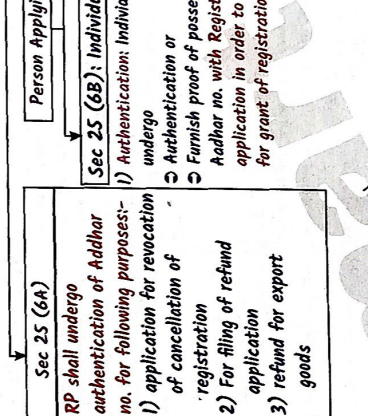 Person Applyi
Sec 25 (6A)
RP shall undergo
authentication of Addhar
no. for following purposes:-
1) application for revocation
of cancellation of
registration
2) For filing of refund
application
3) refund for export
goods
Sec 25 (6B): Individ
1) Authentication: Individ
undergo
⊃ Authentication or
⊃ Furnish proof of posse
Aadhar no. with Regist
application in order to
for grant of registration